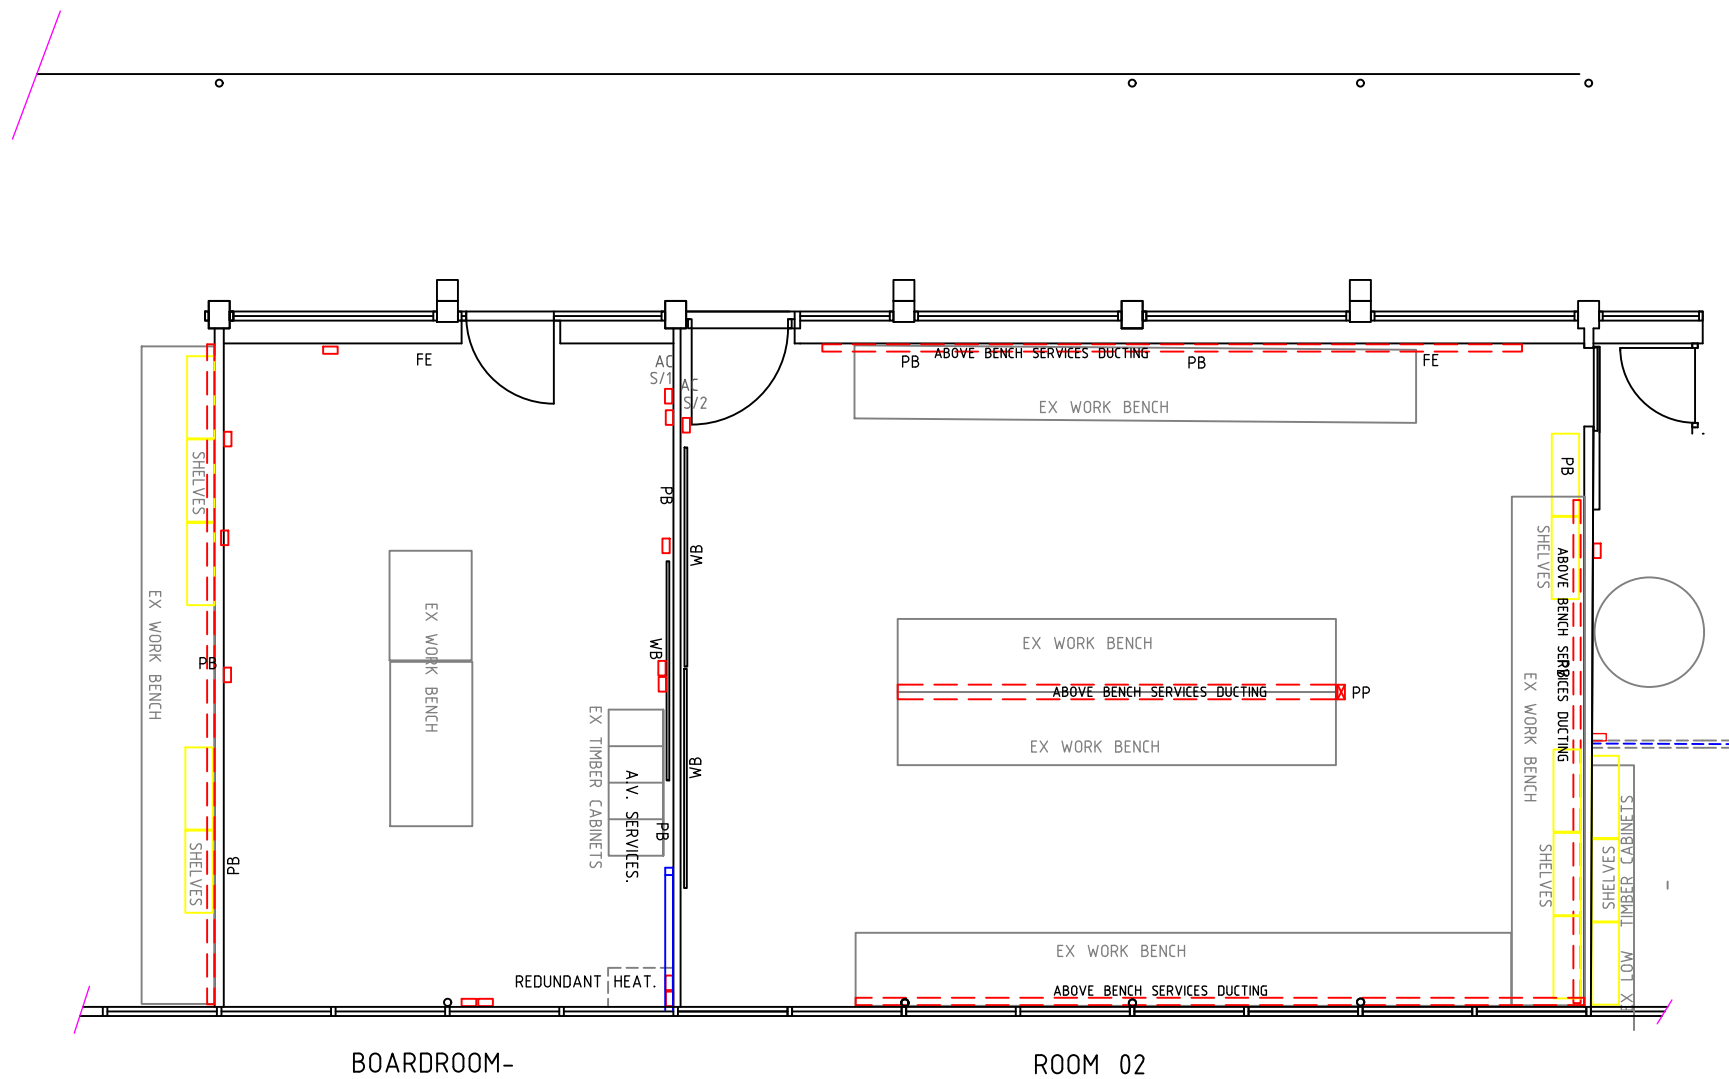 FE
PB
ABOVE BENCH SERVICES DUCTING
PB
FE
AC
S/1
AC
S/2
EX WORK BENCH
SHELVES
PB
PB
WB
SHELVES
ABOVE BENCH SERVICES DUCTING
PB
EX WORK BENCH
PB
EX WORK BENCH
WB
EX WORK BENCH
ABOVE BENCH SERVICES DUCTING
PP
EX WORK BENCH
EX WORK BENCH
EX TIMBER CABINETS
A.V. SERVICES.
WB
PB
SHELVES
PB
SHELVES
SHELVES
EX LOW TIMBER CABINETS
EX WORK BENCH
REDUNDANT HEAT.
ABOVE BENCH SERVICES DUCTING
BOARDROOM-
ROOM 02